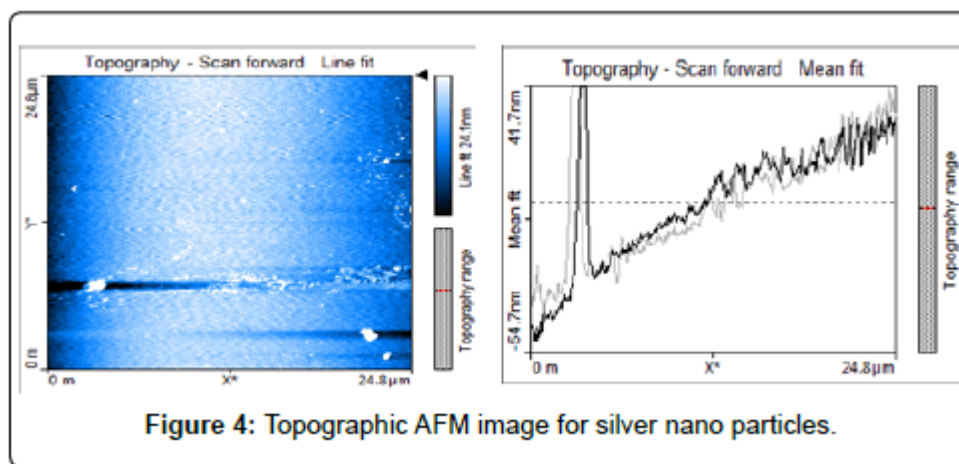 Topography - Scan forward Line fit
24.8µm
Y*
0 m
0 m
X*
24.8µm
Line fit 24.1nm
Topography range
Topography - Scan forward Mean fit
41.7nm
Mean fit
-54.7nm
0 m
X*
24.8µm
Topography range
Figure 4: Topographic AFM image for silver nano particles.